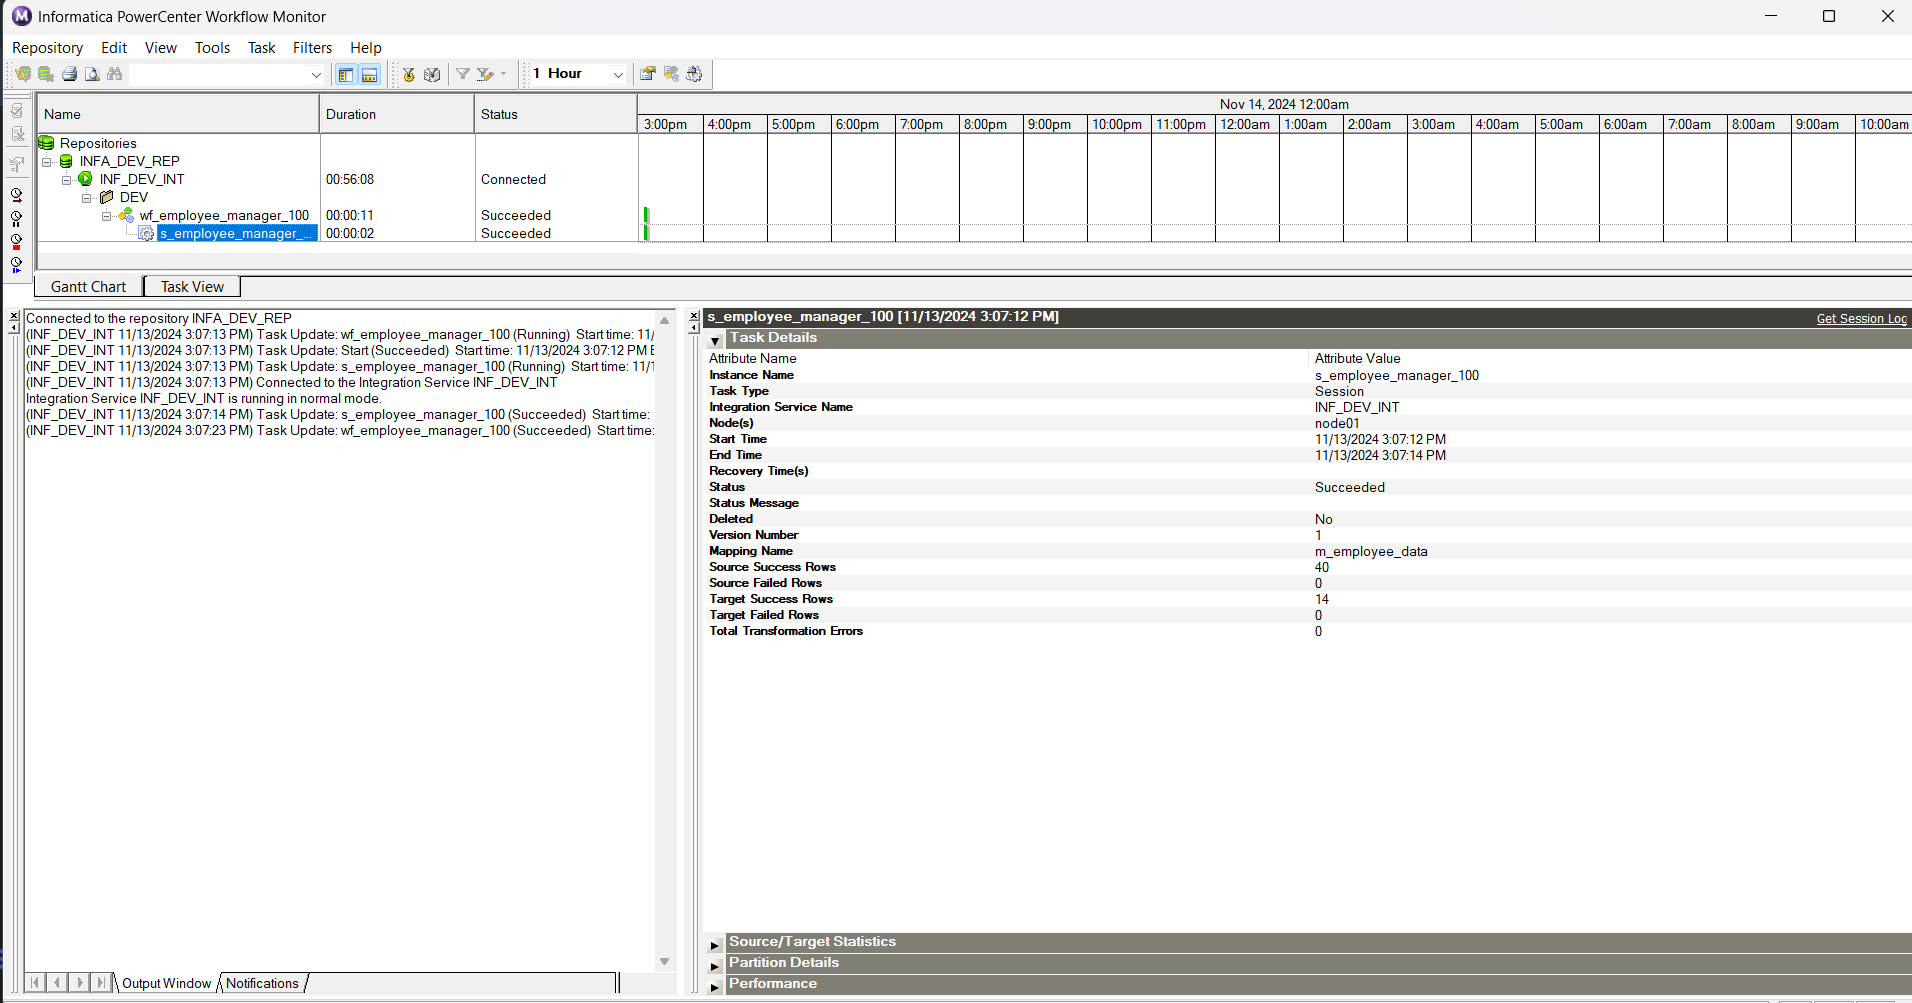 Informatica PowerCenter Workflow Monitor
Repository Edit View Tools Task Filters Help
1 Hour
Name Duration Status
Nov 14, 2024 12:00am
3:00pm 4:00pm 5:00pm 6:00pm 7:00pm 8:00pm 9:00pm 10:00pm 11:00pm 12:00am 1:00am 2:00am 3:00am 4:00am 5:00am 6:00am 7:00am 8:00am 9:00am 10:00am
Repositories
INFA_DEV_REP
INF_DEV_INT 00:56:08 Connected
DEV
wf_employee_manager_100 00:00:11 Succeeded
s_employee_manager_... 00:00:02 Succeeded
Gantt Chart Task View
Connected to the repository INFA_DEV_REP
(INF_DEV_INT 11/13/2024 3:07:13 PM) Task Update: wf_employee_manager_100 (Running) Start time: 11/
(INF_DEV_INT 11/13/2024 3:07:13 PM) Task Update: Start (Succeeded) Start time: 11/13/2024 3:07:12 PM E
(INF_DEV_INT 11/13/2024 3:07:13 PM) Task Update: s_employee_manager_100 (Running) Start time: 11/1
(INF_DEV_INT 11/13/2024 3:07:13 PM) Connected to the Integration Service INF_DEV_INT
Integration Service INF_DEV_INT is running in normal mode.
(INF_DEV_INT 11/13/2024 3:07:14 PM) Task Update: s_employee_manager_100 (Succeeded) Start time:
(INF_DEV_INT 11/13/2024 3:07:23 PM) Task Update: wf_employee_manager_100 (Succeeded) Start time:
Output Window Notifications
s_employee_manager_100 [11/13/2024 3:07:12 PM]
Get Session Log
Task Details
Attribute Name Attribute Value
Instance Name s_employee_manager_100
Task Type Session
Integration Service Name INF_DEV_INT
Node(s) node01
Start Time 11/13/2024 3:07:12 PM
End Time 11/13/2024 3:07:14 PM
Recovery Time(s)
Status Succeeded
Status Message
Deleted No
Version Number 1
Mapping Name m_employee_data
Source Success Rows 40
Source Failed Rows 0
Target Success Rows 14
Target Failed Rows 0
Total Transformation Errors 0
Source/Target Statistics
Partition Details
Performance